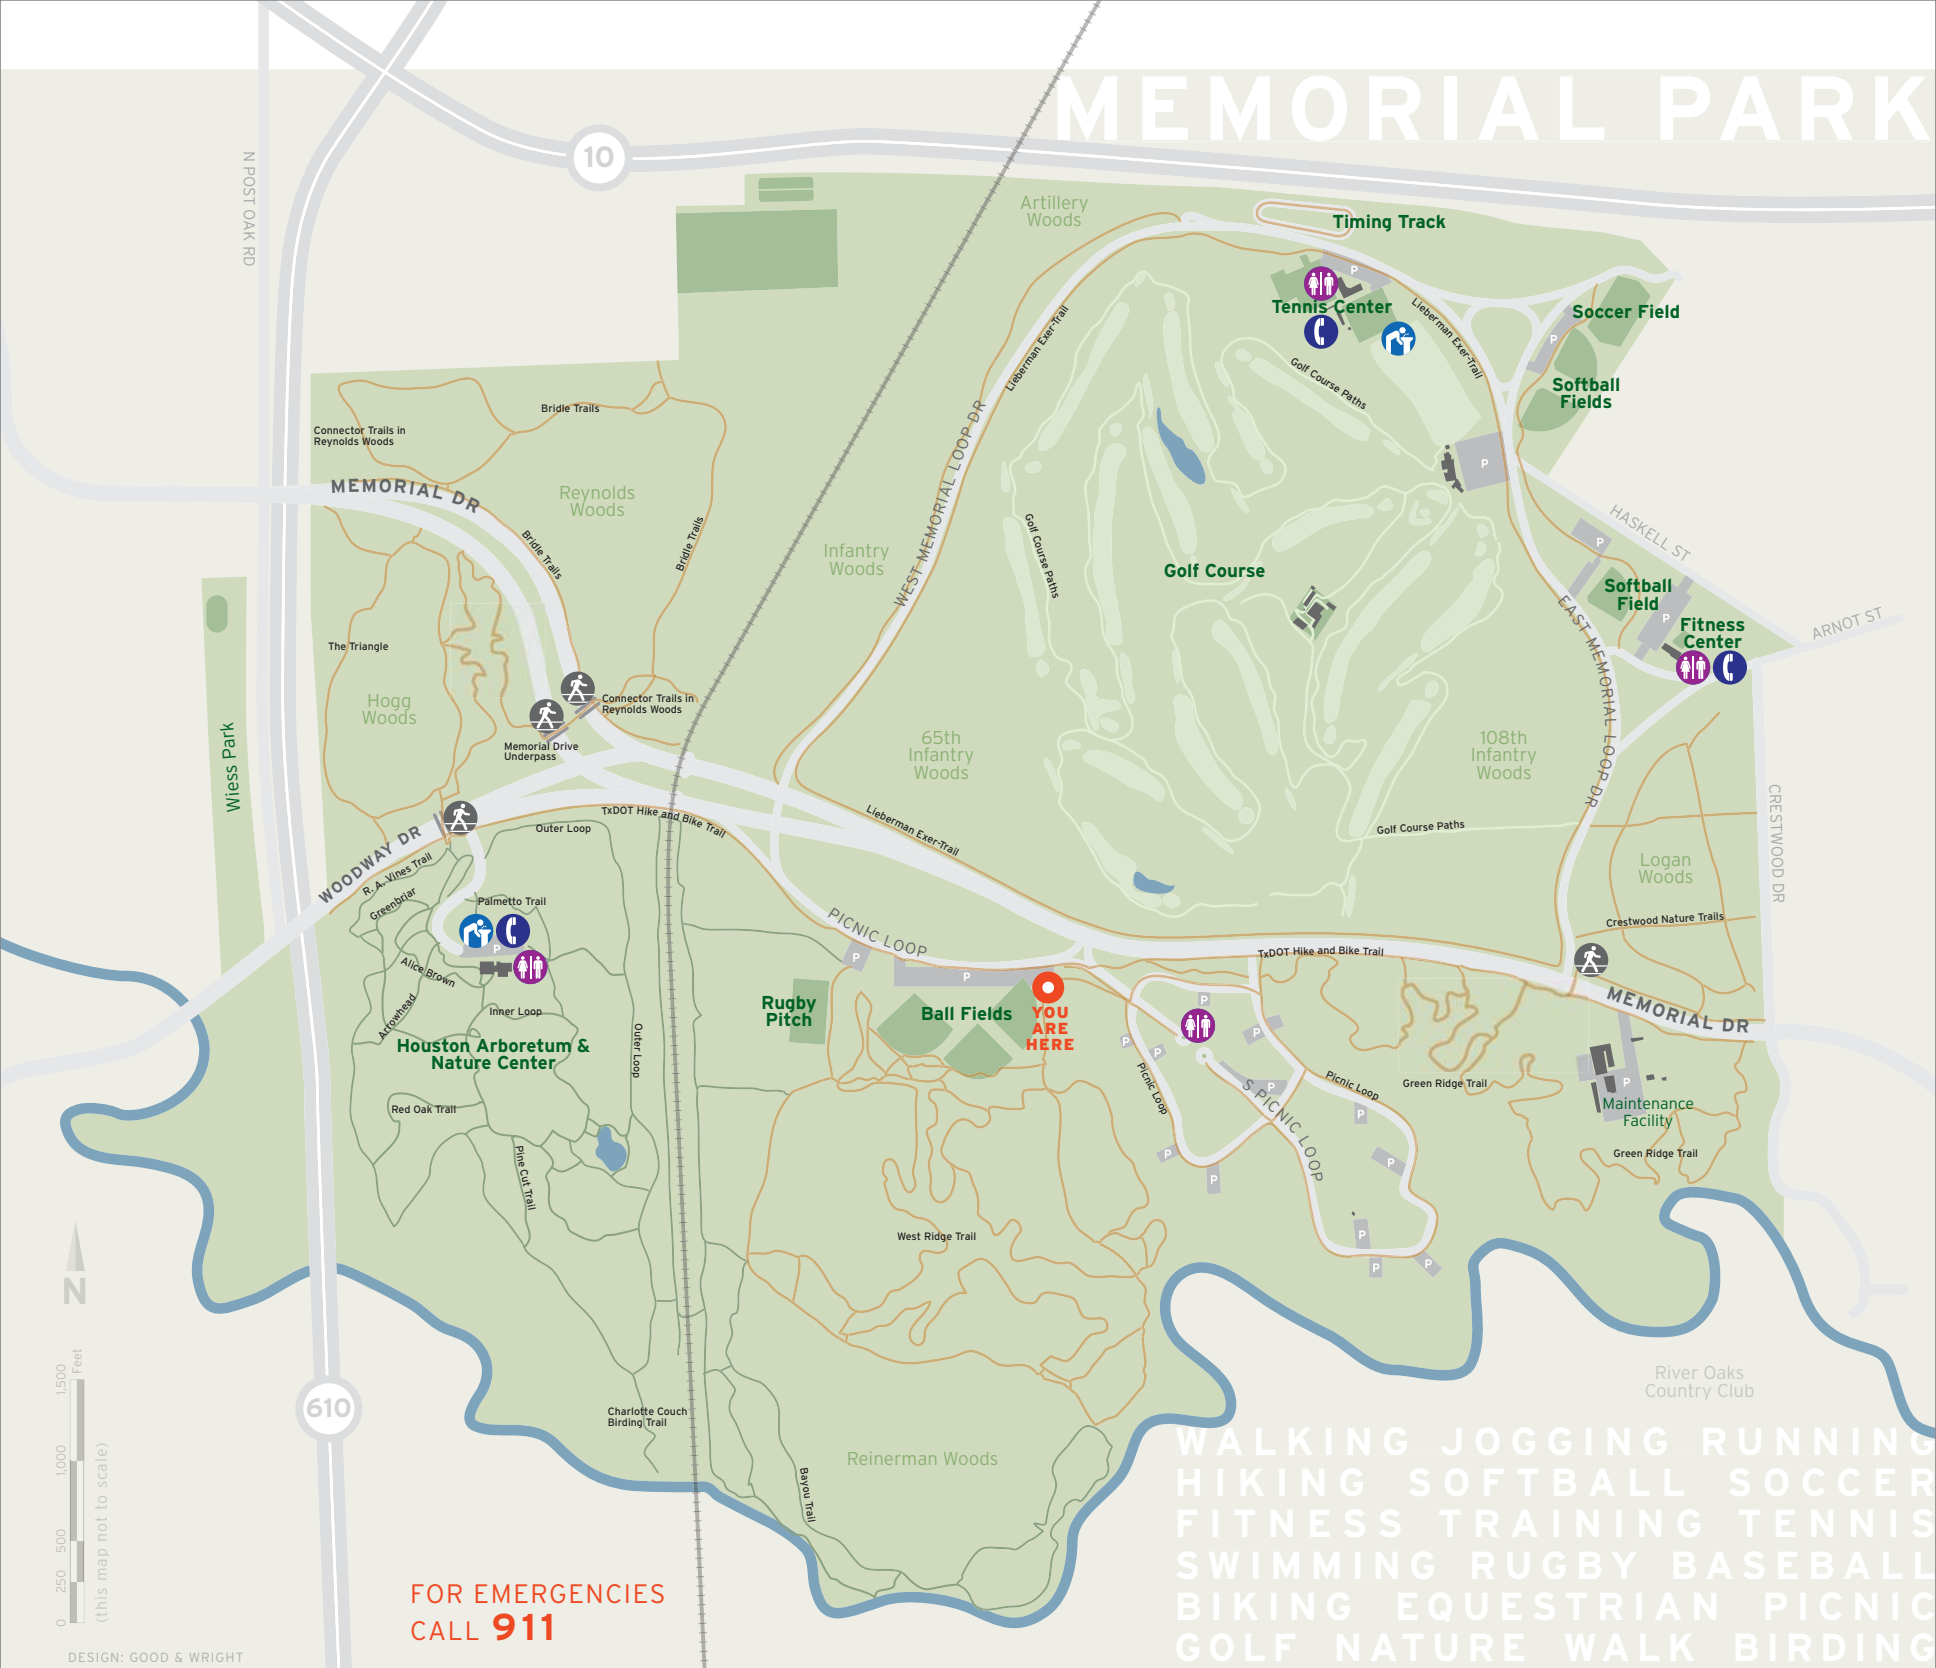 MEMORIAL PARK
10
N POST OAK RD
Artillery
Woods
Timing Track
P
Tennis Center
Lieberman Exer-Trail
Soccer Field
P
Softball
Fields
Lieberman Exer-Trail
Golf Course Paths
Bridle Trails
Connector Trails in
Reynolds Woods
MEMORIAL DR
Reynolds
Woods
Bridle Trails
Bridle Trails
WEST MEMORIAL LOOP DR
Infantry
Woods
Golf Course Paths
P
HASKELL ST
P
Golf Course
Softball
Field
P
EAST MEMORIAL LOOP DR
Fitness
Center
ARNOT ST
The Triangle
Hogg
Woods
Connector Trails in
Reynolds Woods
Memorial Drive
Underpass
Wiess Park
65th
Infantry
Woods
108th
Infantry
Woods
CRESTWOOD DR
TxDOT Hike and Bike Trail
Lieberman Exer-Trail
Golf Course Paths
Outer Loop
WOODWAY DR
R. A. Vines Trail
Greenbriar
Palmetto Trail
Logan
Woods
Crestwood Nature Trails
PICNIC LOOP
TxDOT Hike and Bike Trail
P
P
P
Alice Brown
Arrowhead
Inner Loop
Outer Loop
Houston Arboretum &
Nature Center
Rugby
Pitch
Ball Fields
YOU
ARE
HERE
P
P
P
P
P
MEMORIAL DR
Picnic Loop
S PICNIC LOOP
Picnic Loop
Green Ridge Trail
P
Maintenance
Facility
Red Oak Trail
Pine Cut Trail
P
P
P
P
Green Ridge Trail
West Ridge Trail
P
P
P
N
610
Charlotte Couch
Birding Trail
Reinerman Woods
Bayou Trail
River Oaks
Country Club
0 250 500 1,000 1,500 Feet
(this map not to scale)
WALKING JOGGING RUNNING
HIKING SOFTBALL SOCCER
FITNESS TRAINING TENNIS
SWIMMING RUGBY BASEBALL
BIKING EQUESTRIAN PICNIC
GOLF NATURE WALK BIRDING
FOR EMERGENCIES
CALL 911
DESIGN: GOOD & WRIGHT